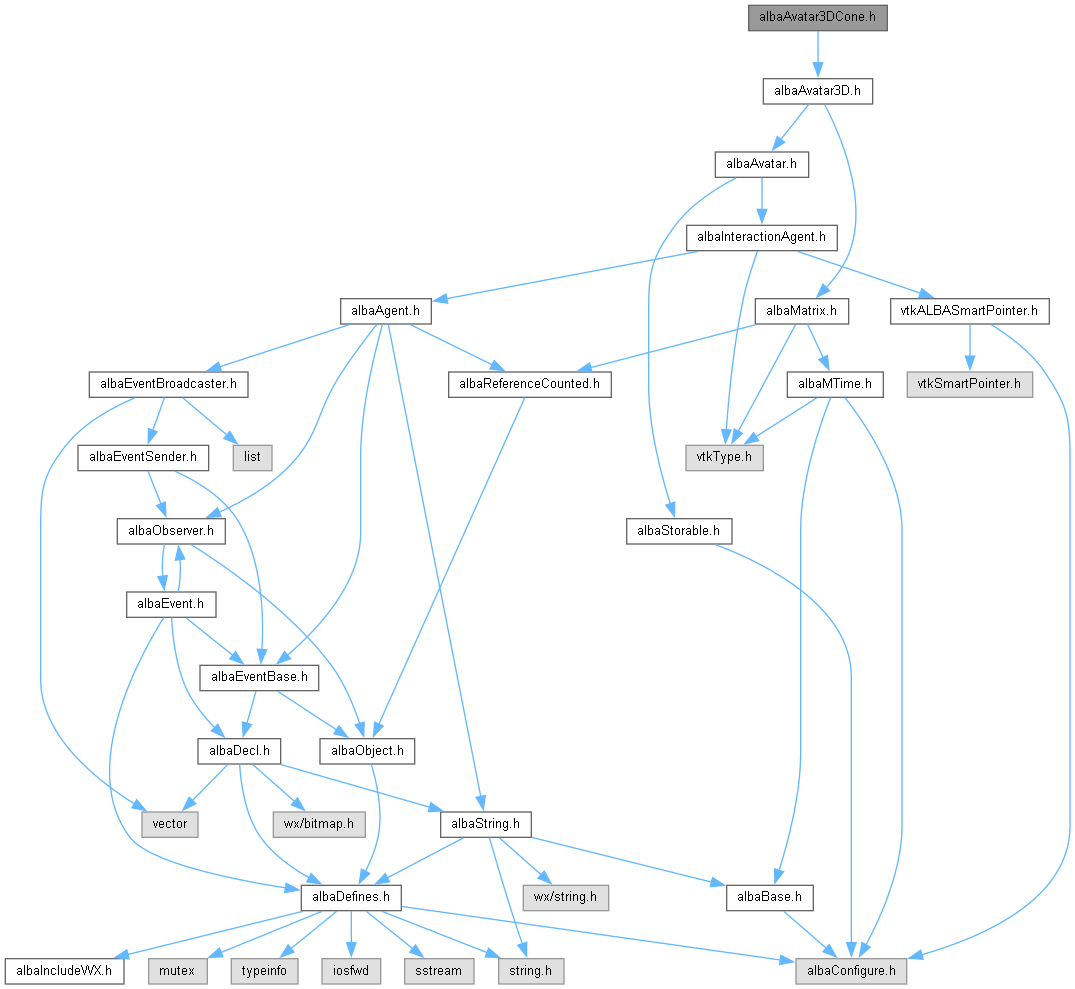 albaAvatar3DCone.h
albaAvatar3D.h
albaAvatar.h
albaInteractionAgent.h
albaAgent.h
albaMatrix.h
vtkALBASmartPointer.h
albaEventBroadcaster.h
albaReferenceCounted.h
albaMTime.h
vtkSmartPointer.h
albaEventSender.h
list
vtkType.h
albaObserver.h
albaStorable.h
albaEvent.h
albaEventBase.h
albaDecl.h
albaObject.h
vector
wx/bitmap.h
albaString.h
albaDefines.h
wx/string.h
albaBase.h
albaIncludeWX.h
mutex
typeinfo
iosfwd
sstream
string.h
albaConfigure.h